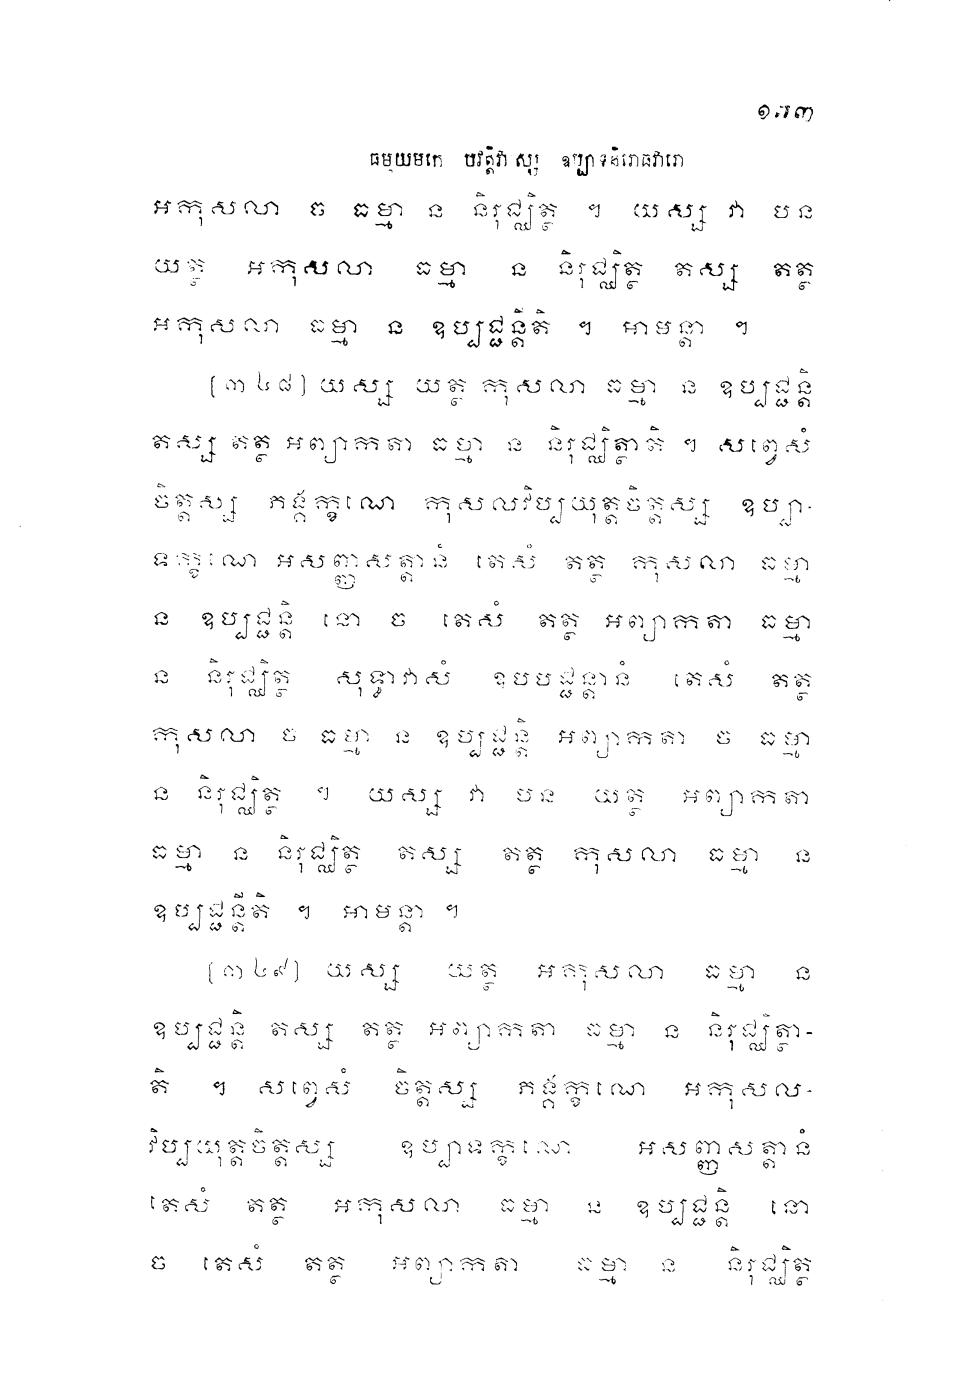 ១៩៣
ធម្មយមកេ បវត្តិវារស្ស ឧប្បាទនិរោធវារោ
អកុសលា ច ធម្មា ន និរុជ្ឈិត្ថ ។ យស្ស វា បន
យត្ថ អកុសលា ធម្មា ន និរុជ្ឈិត្ថ តស្ស តត្ថ
អកុសលា ធម្មា ន ឧប្បជ្ជន្តីតិ ។ អាមន្តា ។
[៣៤៨] យស្ស យត្ថ កុសលា ធម្មា ន ឧប្បជ្ជន្តិ
តស្ស តត្ថ អព្យាកតា ធម្មា ន និរុជ្ឈិត្ថាតិ ។ សព្វេសំ
ចិត្តស្ស ភង្គក្ខណេ កុសលវិប្បយុត្តចិត្តស្ស ឧប្បា-
ទក្ខណេ អសញ្ញសត្តានំ តេសំ តត្ថ កុសលា ធម្មា
ន ឧប្បជ្ជន្តិ នោ ច តេសំ តត្ថ អព្យាកតា ធម្មា
ន និរុជ្ឈិត្ថ សុទ្ធាវាសំ ឧបបជ្ជន្តានំ តេសំ តត្ថ
កុសលា ច ធម្មា ន ឧប្បជ្ជន្តិ អព្យាកតា ច ធម្មា
ន និរុជ្ឈិត្ថ ។ យស្ស វា បន យត្ថ អព្យាកតា
ធម្មា ន និរុជ្ឈិត្ថ តស្ស តត្ថ កុសលា ធម្មា ន
ឧប្បជ្ជន្តីតិ ។ អាមន្តា ។
[៣៤៩] យស្ស យត្ថ អកុសលា ធម្មា ន
ឧប្បជ្ជន្តិ តស្ស តត្ថ អព្យាកតា ធម្មា ន និរុជ្ឈិត្ថា-
តិ ។ សព្វេសំ ចិត្តស្ស ភង្គក្ខណេ អកុសល-
វិប្បយុត្តចិត្តស្ស ឧប្បាទក្ខណេ អសញ្ញសត្តានំ
តេសំ តត្ថ អកុសលា ធម្មា ន ឧប្បជ្ជន្តិ នោ
ច តេសំ តត្ថ អព្យាកតា ធម្មា ន និរុជ្ឈិត្ថ